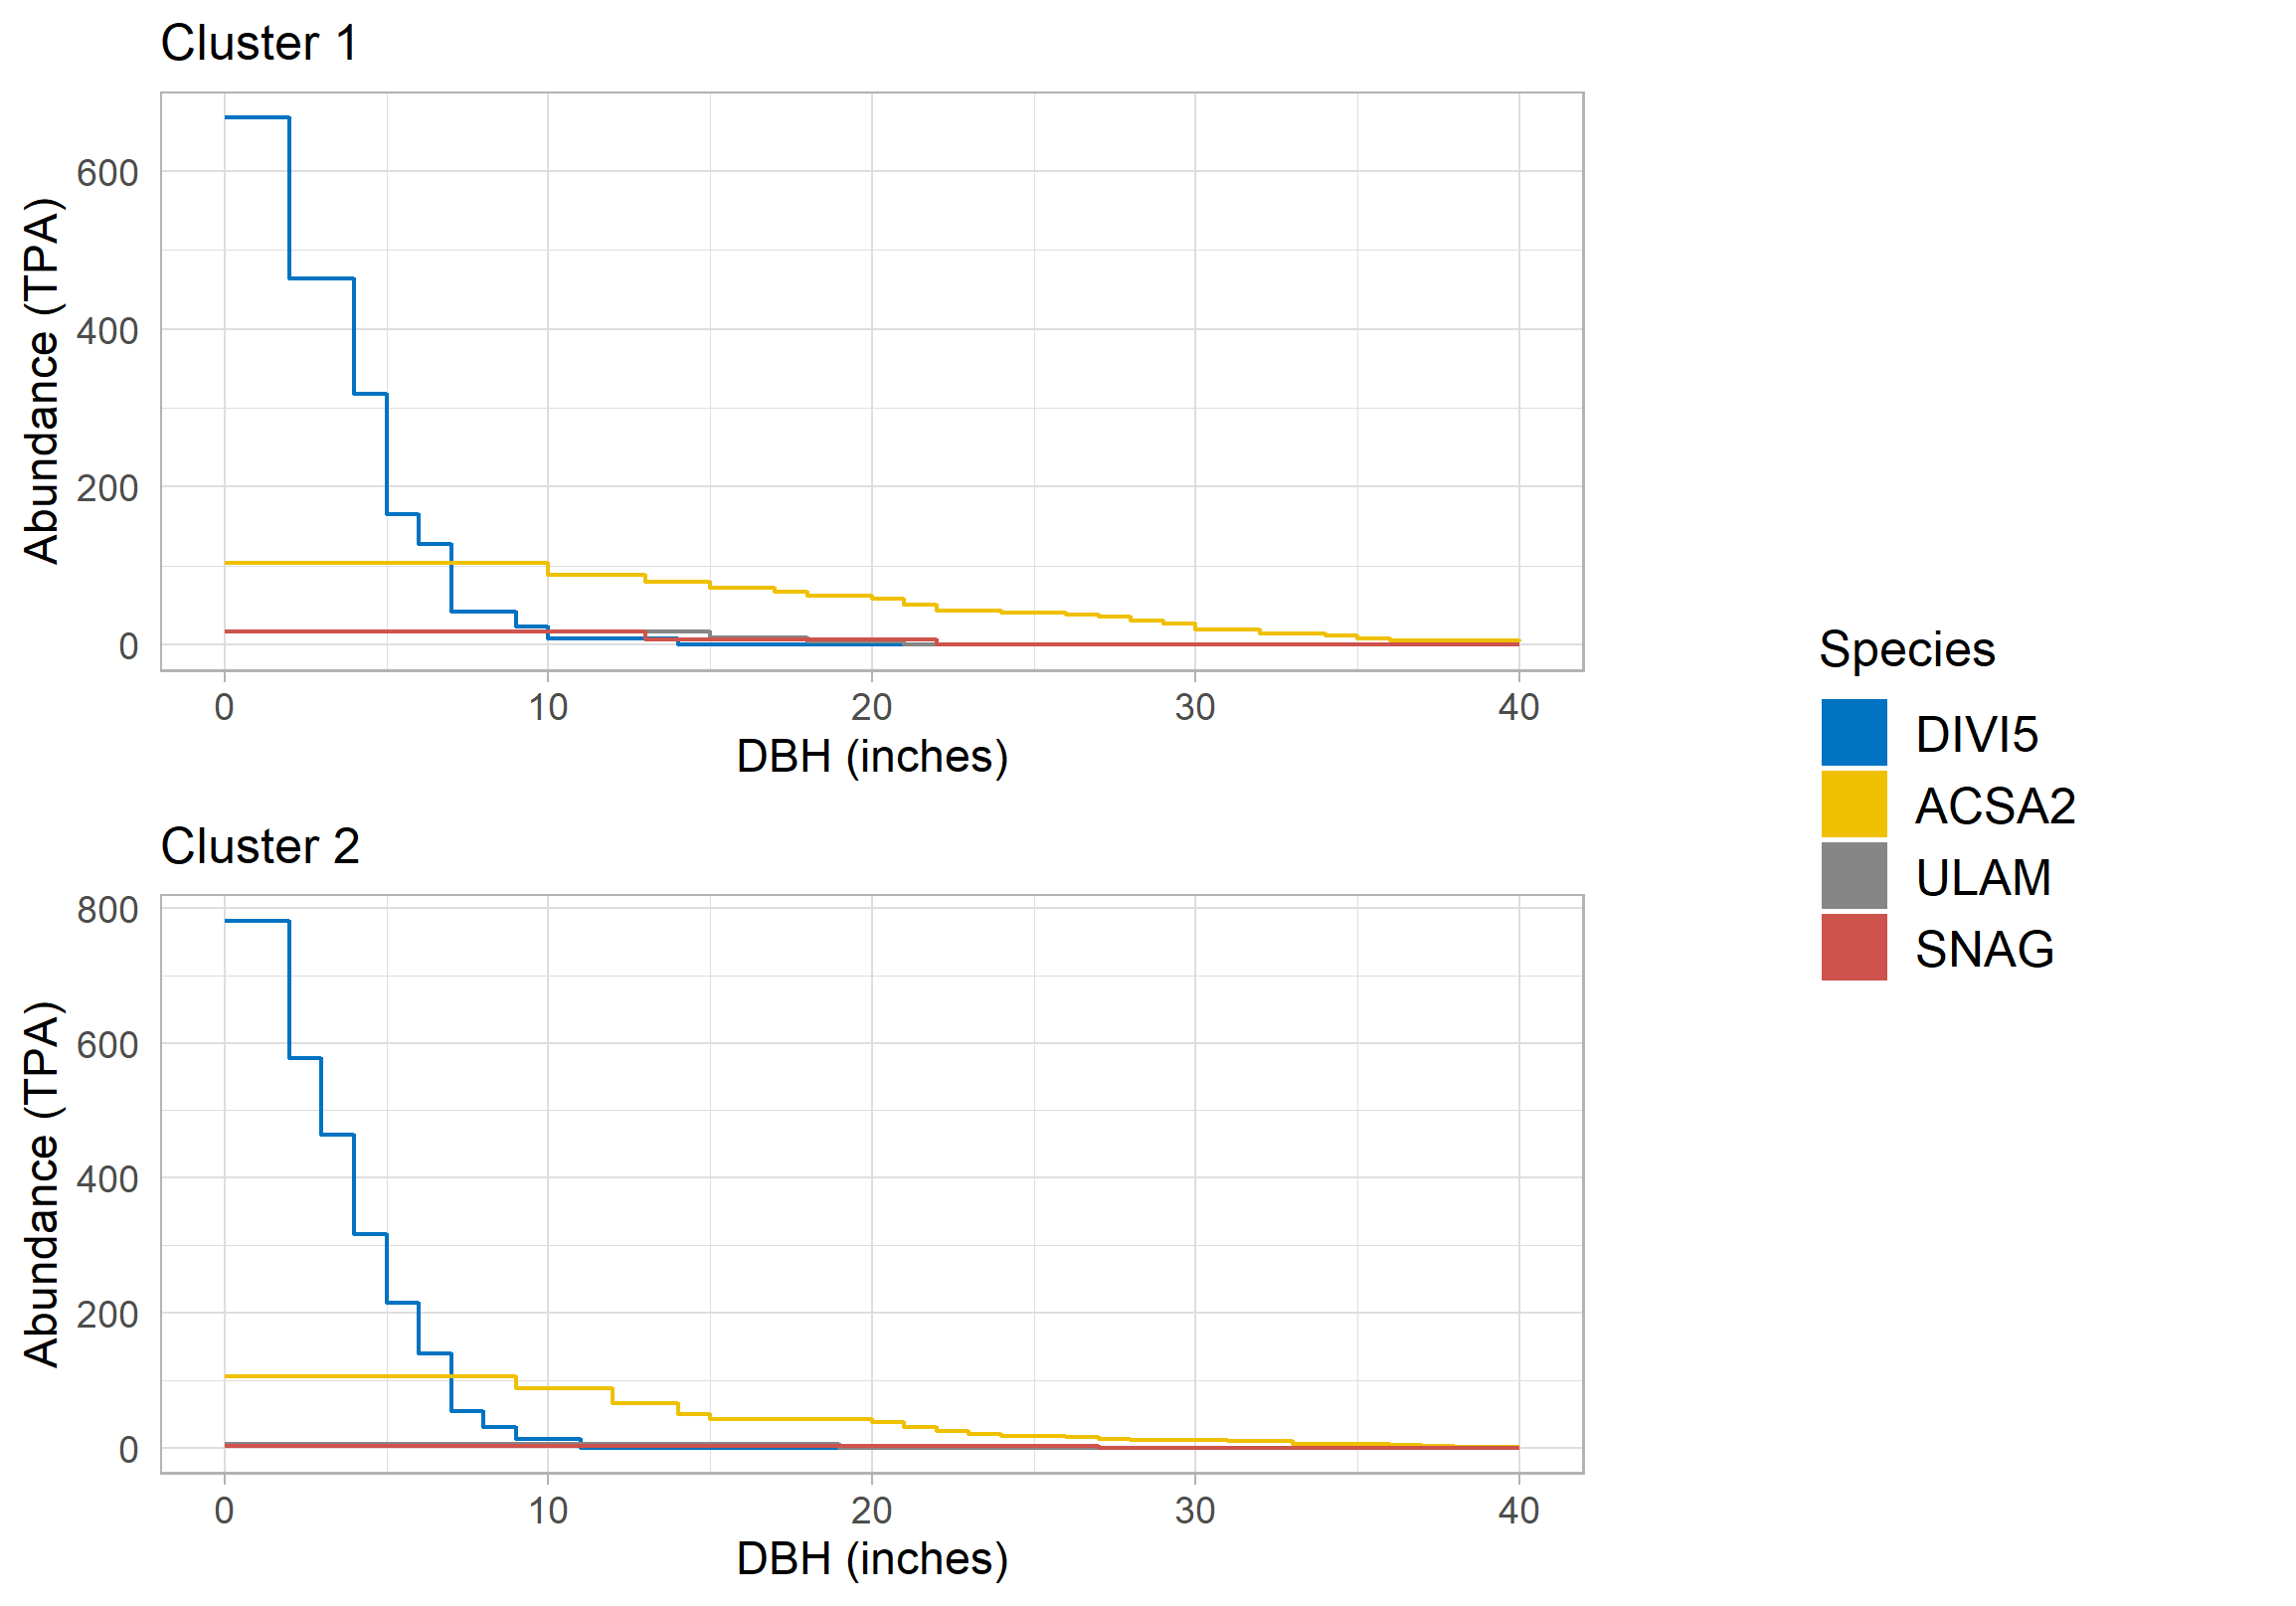 Cluster 1
Abundance (TPA)
600
400
200
0
0 10 20 30 40
DBH (inches)
Cluster 2
Abundance (TPA)
800
600
400
200
0
0 10 20 30 40
DBH (inches)
Species
DIVI5
ACSA2
ULAM
SNAG